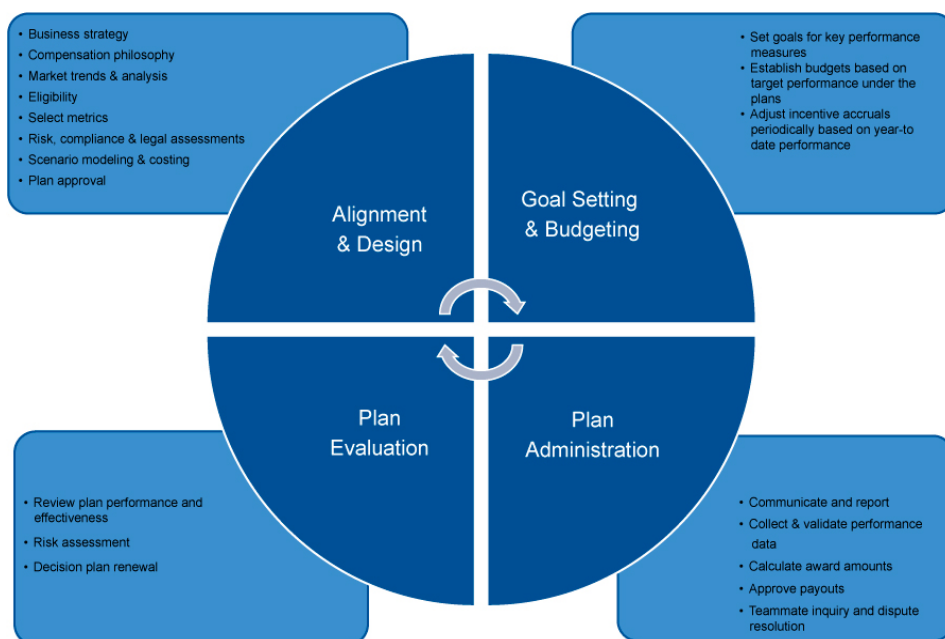 • Business strategy
• Compensation philosophy
• Market trends & analysis
• Eligibility
• Select metrics
• Risk, compliance & legal assessments
• Scenario modeling & costing
• Plan approval
• Set goals for key performance
measures
• Establish budgets based on
target performance under the
plans
• Adjust incentive accruals
periodically based on year-to
date performance
Alignment
& Design
Goal Setting
& Budgeting
Plan
Evaluation
Plan
Administration
• Review plan performance and
effectiveness
• Risk assessment
• Decision plan renewal
• Communicate and report
• Collect & validate performance
data
• Calculate award amounts
• Approve payouts
• Teammate inquiry and dispute
resolution